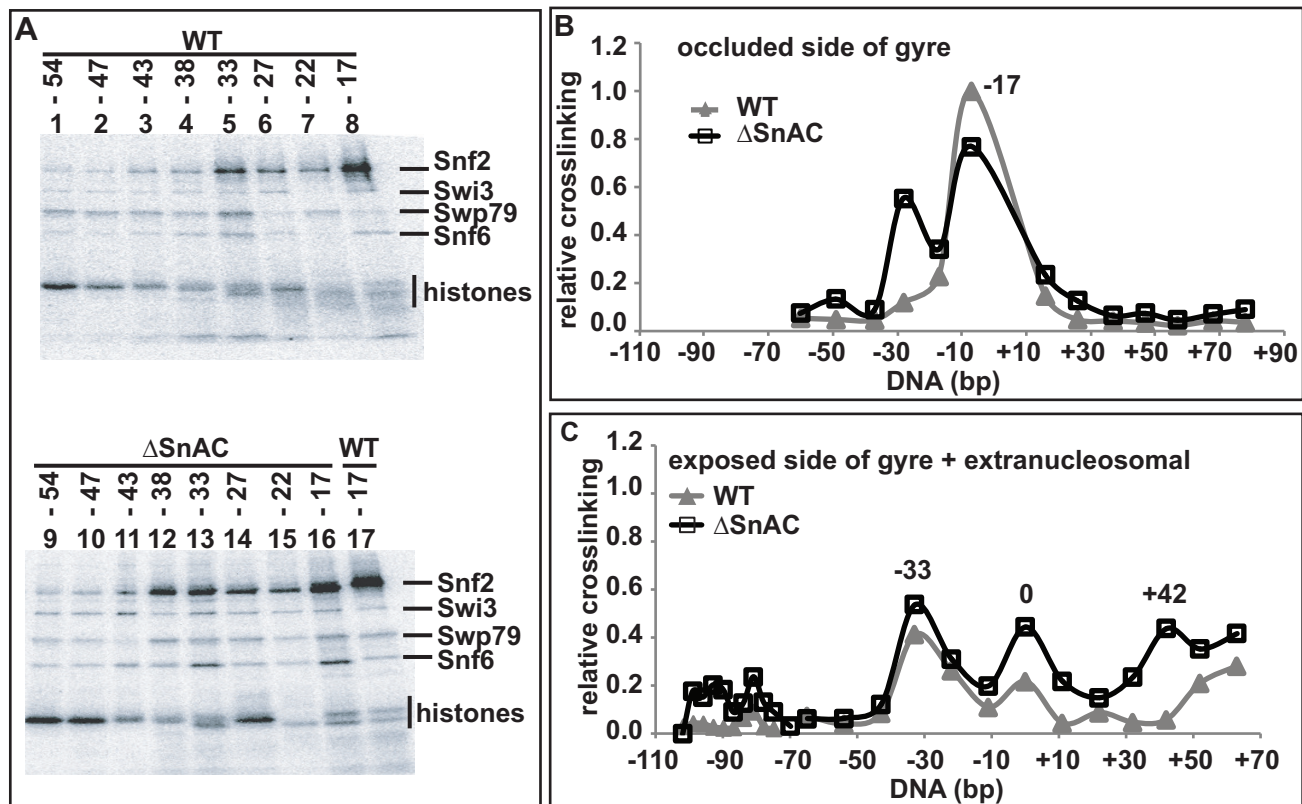 A
WT
- 54 - 47 - 43 - 38 - 33 - 27 - 22 - 17
1 2 3 4 5 6 7 8
Snf2
Swi3
Swp79
Snf6
histones
ΔSnAC WT
- 54 - 47 - 43 - 38 - 33 - 27 - 22 - 17 - 17
9 10 11 12 13 14 15 16 17
Snf2
Swi3
Swp79
Snf6
histones
B
occluded side of gyre
WT
ΔSnAC
-17
relative crosslinking
1.2
1.0
0.8
0.6
0.4
0.2
0.0
-110 -90 -70 -50 -30 -10 +10 +30 +50 +70 +90
DNA (bp)
C
exposed side of gyre + extranucleosomal
WT
ΔSnAC
-33 0 +42
relative crosslinking
1.2
1.0
0.8
0.6
0.4
0.2
0.0
-110 -90 -70 -50 -30 -10 +10 +30 +50 +70
DNA (bp)